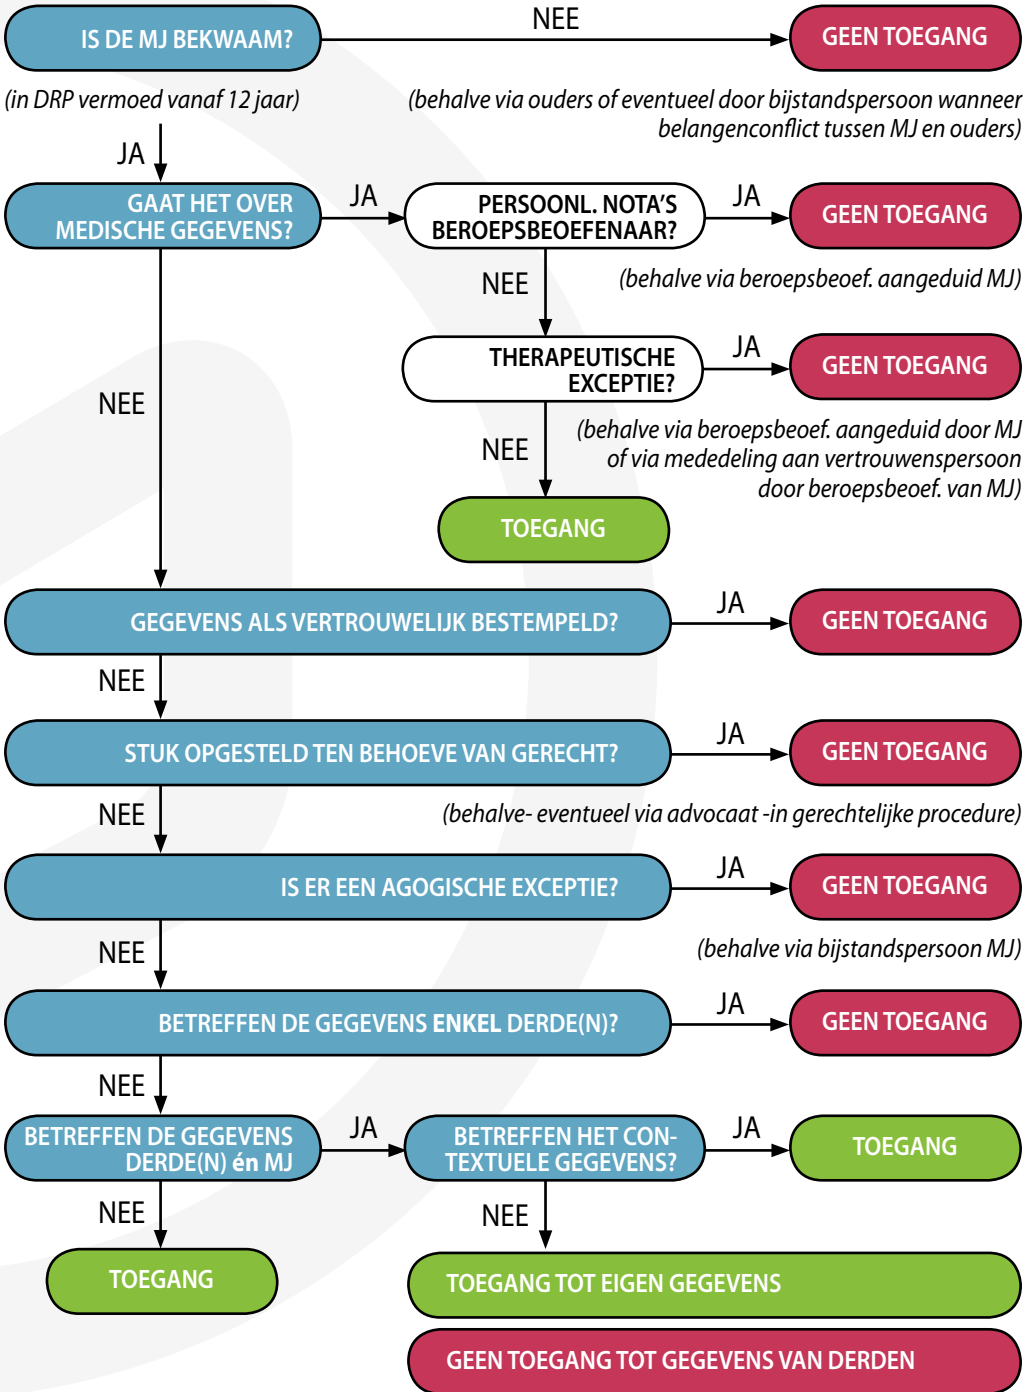 IS DE MJ BEKWAAM?
NEE
GEEN TOEGANG
(in DRP vermoed vanaf 12 jaar)
(behalve via ouders of eventueel door bijstandspersoon wanneer
belangenconflict tussen MJ en ouders)
JA
GAAT HET OVER
MEDISCHE GEGEVENS?
JA
PERSOONL. NOTA'S
BEROEPSBEOEFENAAR?
JA
GEEN TOEGANG
NEE
(behalve via beroepsbeoef. aangeduid MJ)
THERAPEUTISCHE
EXCEPTIE?
JA
GEEN TOEGANG
NEE
NEE
(behalve via beroepsbeoef. aangeduid door MJ
of via mededeling aan vertrouwenspersoon
door beroepsbeoef. van MJ)
TOEGANG
GEGEVENS ALS VERTROUWELIJK BESTEMPELD?
JA
GEEN TOEGANG
NEE
STUK OPGESTELD TEN BEHOEVE VAN GERECHT?
JA
GEEN TOEGANG
NEE
(behalve- eventueel via advocaat -in gerechtelijke procedure)
IS ER EEN AGOGISCHE EXCEPTIE?
JA
GEEN TOEGANG
NEE
(behalve via bijstandspersoon MJ)
BETREFFEN DE GEGEVENS ENKEL DERDE(N)?
JA
GEEN TOEGANG
NEE
BETREFFEN DE GEGEVENS
DERDE(N) én MJ
JA
BETREFFEN HET CON-
TEXTUELE GEGEVENS?
JA
TOEGANG
NEE
NEE
TOEGANG
TOEGANG TOT EIGEN GEGEVENS
GEEN TOEGANG TOT GEGEVENS VAN DERDEN